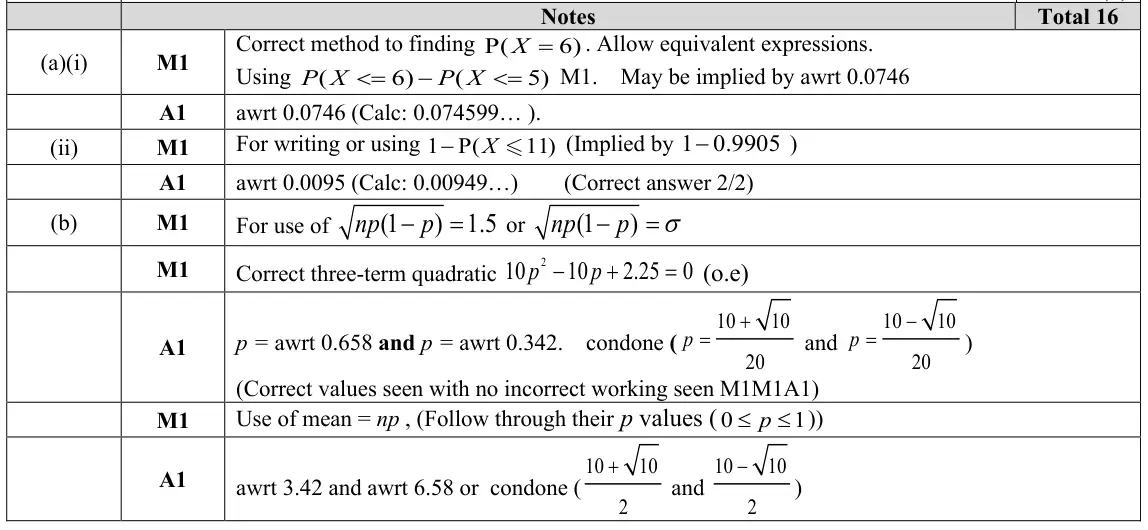 Notes Total 16
(a)(i) M1 Correct method to finding P(X = 6). Allow equivalent expressions.
Using P(X <= 6) − P(X <= 5) M1. May be implied by awrt 0.0746
A1 awrt 0.0746 (Calc: 0.074599… ).
(ii) M1 For writing or using 1 − P(X ⩽ 11) (Implied by 1 − 0.9905 )
A1 awrt 0.0095 (Calc: 0.00949…) (Correct answer 2/2)
(b) M1 For use of √np(1 − p) = 1.5 or √np(1 − p) = σ
M1 Correct three-term quadratic 10p² − 10p + 2.25 = 0 (o.e)
A1 p = awrt 0.658 and p = awrt 0.342. condone ( p = (10 + √10)/20 and p = (10 − √10)/20 )
(Correct values seen with no incorrect working seen M1M1A1)
M1 Use of mean = np , (Follow through their p values ( 0 ≤ p ≤ 1 ))
A1 awrt 3.42 and awrt 6.58 or condone ( (10 + √10)/2 and (10 − √10)/2 )